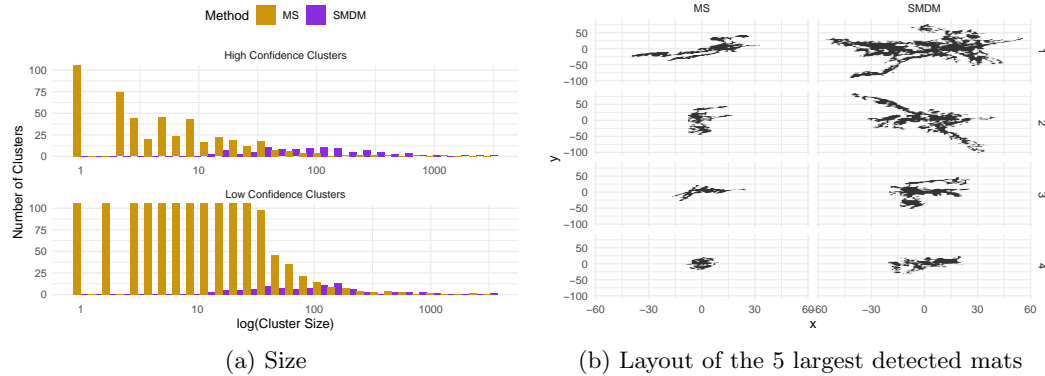 Method MS SMDM
High Confidence Clusters
100
75
50
25
0
1 10 100 1000
Low Confidence Clusters
100
75
50
25
0
1 10 100 1000
log(Cluster Size)
Number of Clusters
(a) Size
MS SMDM
50
0
−50
−100
1
50
0
−50
−100
2
50
0
−50
−100
3
50
0
−50
−100
4
−60 −30 0 30 60 −60 −30 0 30 60
x
y
(b) Layout of the 5 largest detected mats